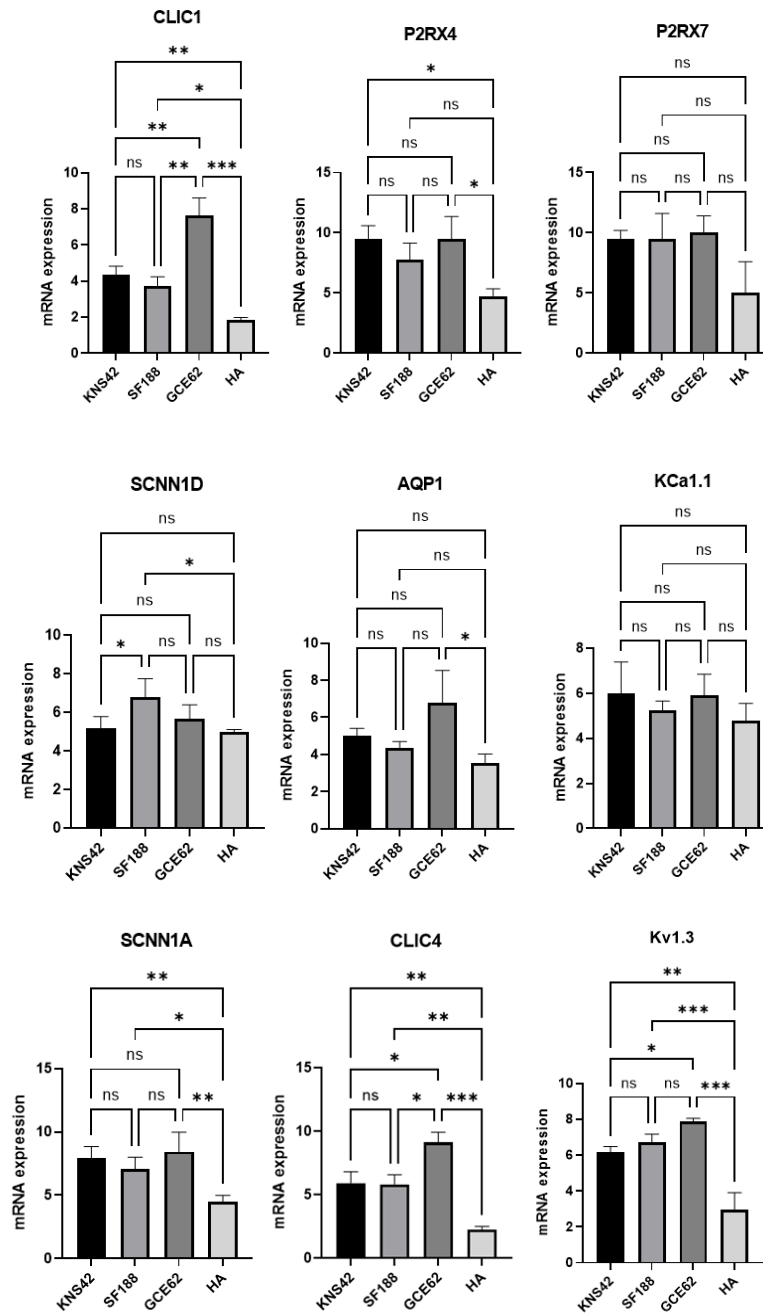 CLIC1
**
*
**
ns
**
***
mRNA expression
10
8
6
4
2
0
KNS42
SF188
GCE62
HA
P2RX4
*
ns
ns
ns
ns
*
mRNA expression
15
10
5
0
KNS42
SF188
GCE62
HA
P2RX7
ns
ns
ns
ns
ns
ns
mRNA expression
15
10
5
0
KNS42
SF188
GCE62
HA
SCNN1D
ns
*
ns
*
ns
ns
mRNA expression
10
8
6
4
2
0
KNS42
SF188
GCE62
HA
AQP1
ns
ns
ns
ns
ns
*
mRNA expression
10
8
6
4
2
0
KNS42
SF188
GCE62
HA
KCa1.1
ns
ns
ns
ns
ns
ns
mRNA expression
8
6
4
2
0
KNS42
SF188
GCE62
HA
SCNN1A
**
*
ns
ns
ns
**
mRNA expression
15
10
5
0
KNS42
SF188
GCE62
HA
CLIC4
**
**
*
ns
*
***
mRNA expression
15
10
5
0
KNS42
SF188
GCE62
HA
Kv1.3
**
***
*
ns
ns
***
mRNA expression
10
8
6
4
2
0
KNS42
SF188
GCE62
HA